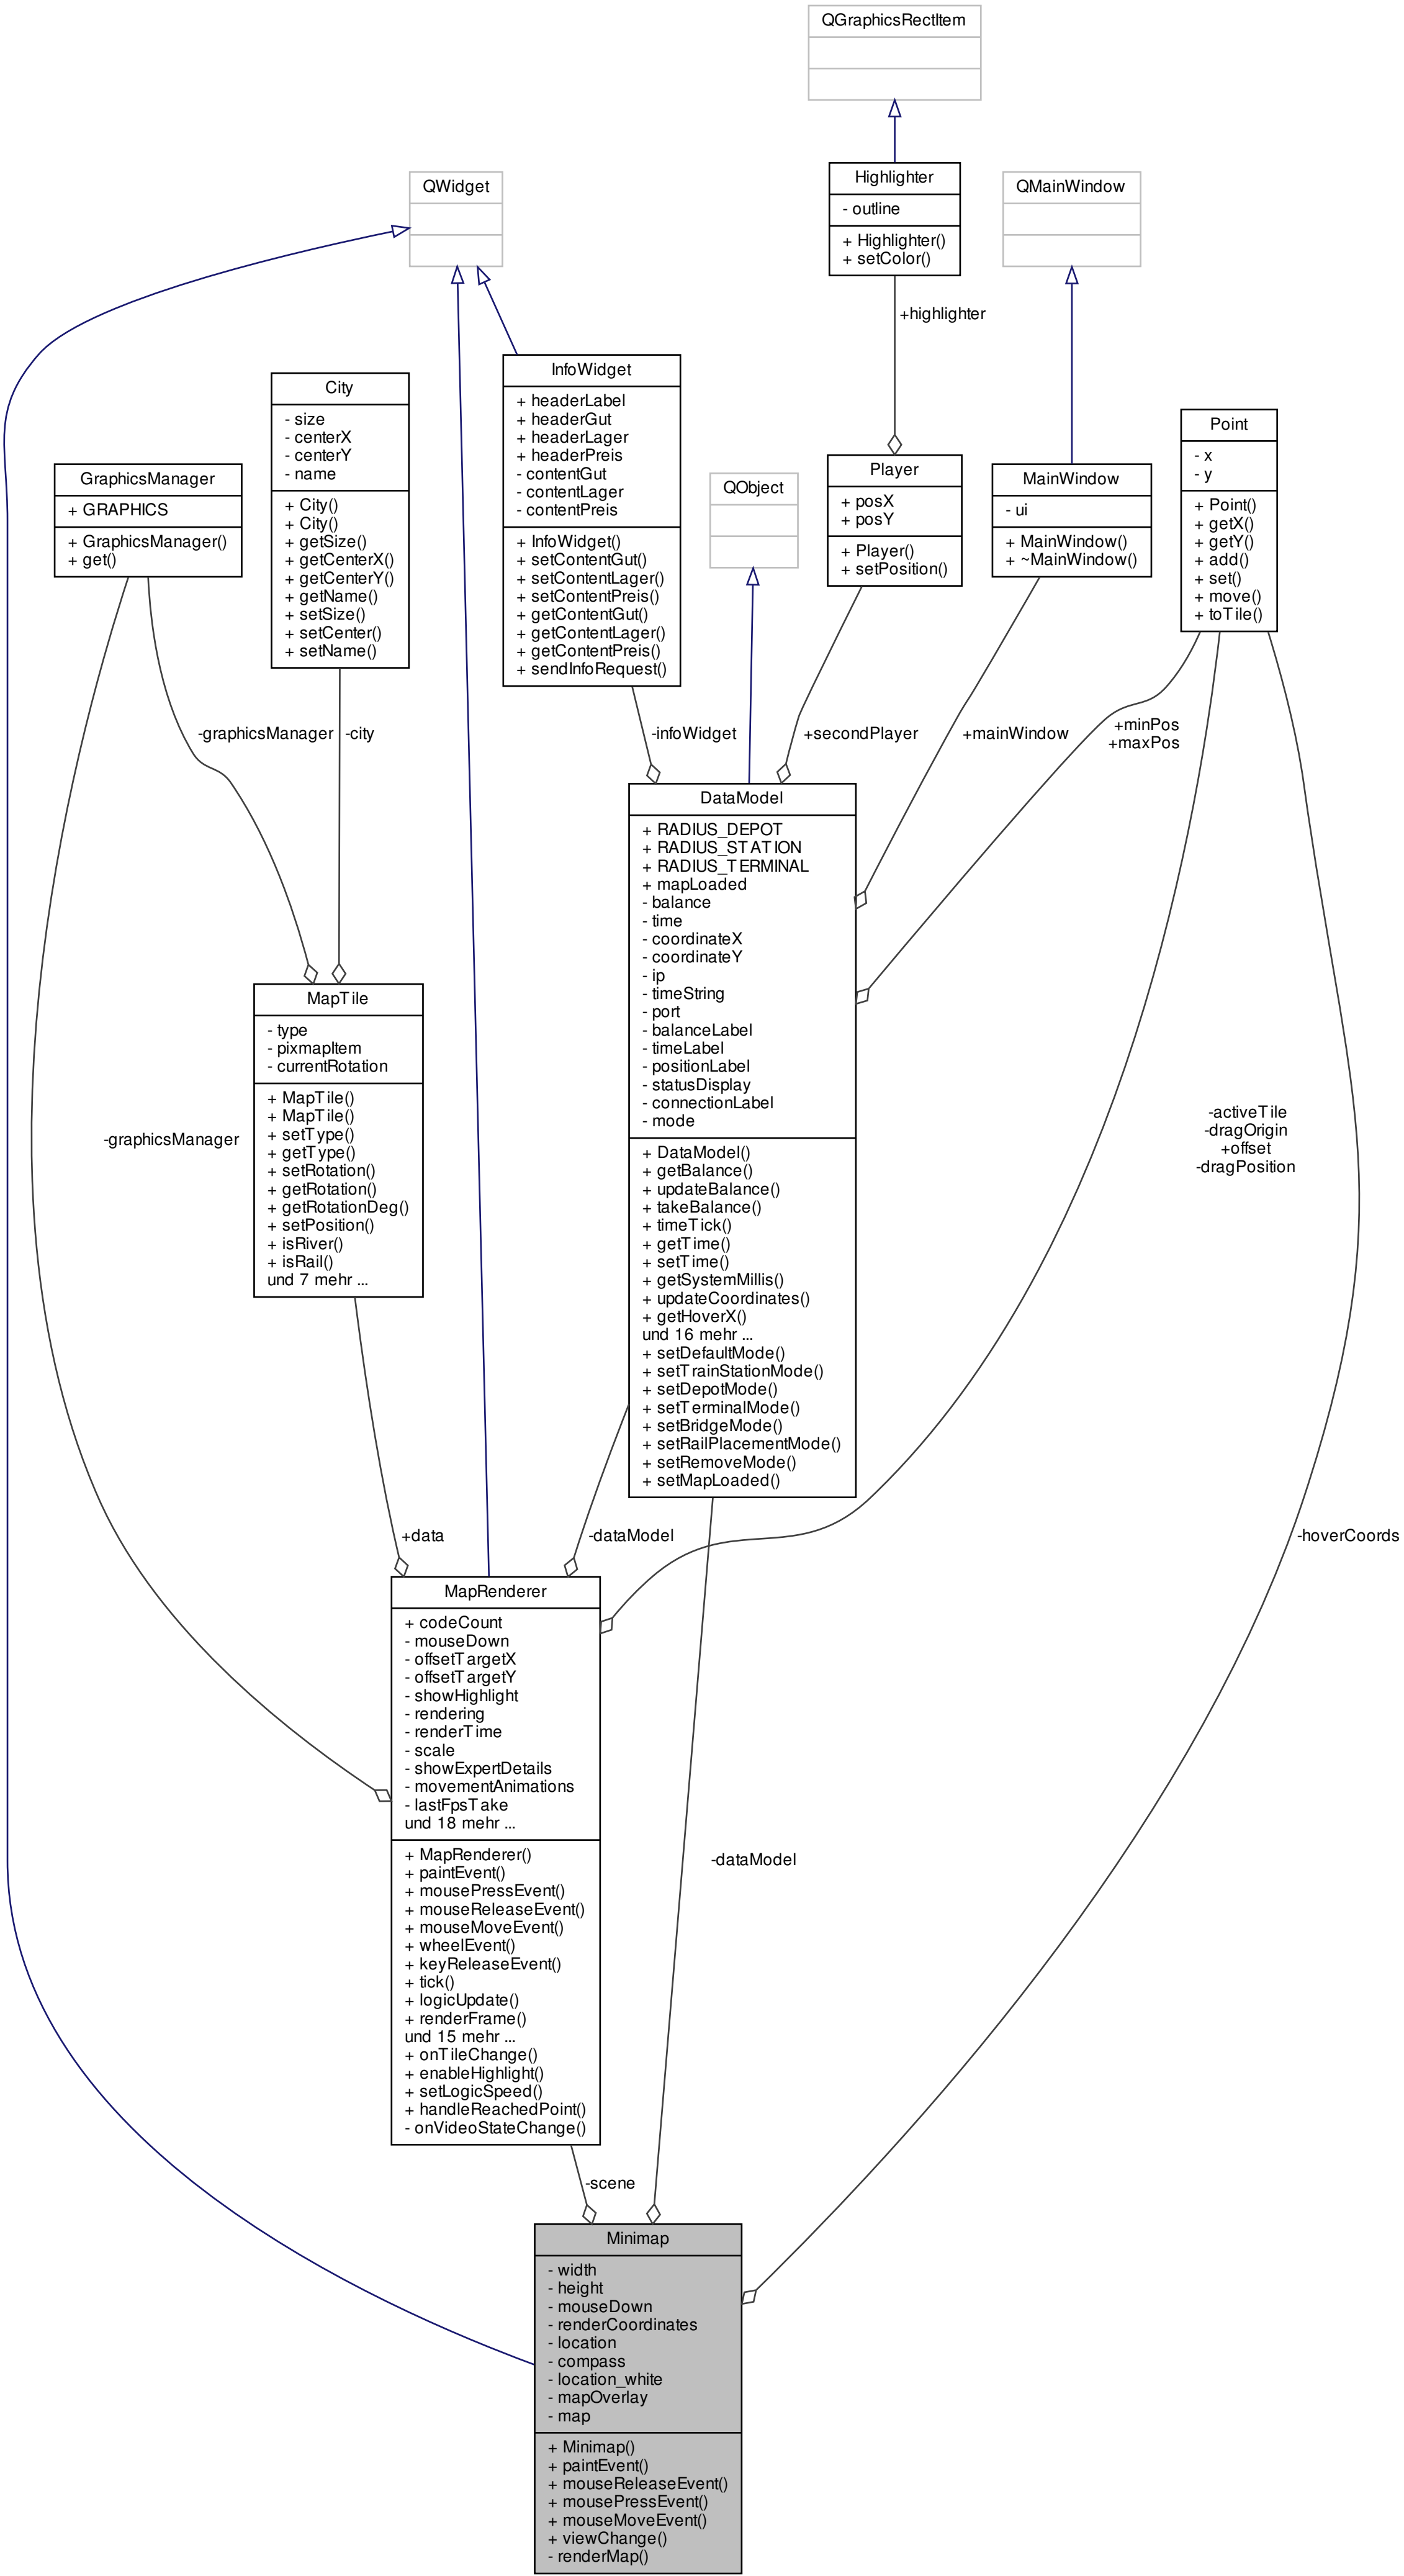 QGraphicsRectItem
Highlighter
- outline
+ Highlighter()
+ setColor()
QWidget
QMainWindow
+highlighter
InfoWidget
+ headerLabel
+ headerGut
+ headerLager
+ headerPreis
- contentGut
- contentLager
- contentPreis
+ InfoWidget()
+ setContentGut()
+ setContentLager()
+ setContentPreis()
+ getContentGut()
+ getContentLager()
+ getContentPreis()
+ sendInfoRequest()
City
- size
- centerX
- centerY
- name
+ City()
+ City()
+ getSize()
+ getCenterX()
+ getCenterY()
+ getName()
+ setSize()
+ setCenter()
+ setName()
GraphicsManager
+ GRAPHICS
+ GraphicsManager()
+ get()
QObject
Player
+ posX
+ posY
+ Player()
+ setPosition()
MainWindow
- ui
+ MainWindow()
+ ~MainWindow()
Point
- x
- y
+ Point()
+ getX()
+ getY()
+ add()
+ set()
+ move()
+ toTile()
-graphicsManager
-city
-infoWidget
+secondPlayer
+mainWindow
+minPos
+maxPos
DataModel
+ RADIUS_DEPOT
+ RADIUS_STATION
+ RADIUS_TERMINAL
+ mapLoaded
- balance
- time
- coordinateX
- coordinateY
- ip
- timeString
- port
- balanceLabel
- timeLabel
- positionLabel
- statusDisplay
- connectionLabel
- mode
+ DataModel()
+ getBalance()
+ updateBalance()
+ takeBalance()
+ timeTick()
+ getTime()
+ setTime()
+ getSystemMillis()
+ updateCoordinates()
+ getHoverX()
und 16 mehr ...
+ setDefaultMode()
+ setTrainStationMode()
+ setDepotMode()
+ setTerminalMode()
+ setBridgeMode()
+ setRailPlacementMode()
+ setRemoveMode()
+ setMapLoaded()
MapTile
- type
- pixmapItem
- currentRotation
+ MapTile()
+ MapTile()
+ setType()
+ getType()
+ setRotation()
+ getRotation()
+ getRotationDeg()
+ setPosition()
+ isRiver()
+ isRail()
und 7 mehr ...
-graphicsManager
-activeTile
-dragOrigin
+offset
-dragPosition
+data
-dataModel
-hoverCoords
MapRenderer
+ codeCount
- mouseDown
- offsetTargetX
- offsetTargetY
- showHighlight
- rendering
- renderTime
- scale
- showExpertDetails
- movementAnimations
- lastFpsTake
und 18 mehr ...
+ MapRenderer()
+ paintEvent()
+ mousePressEvent()
+ mouseReleaseEvent()
+ mouseMoveEvent()
+ wheelEvent()
+ keyReleaseEvent()
+ tick()
+ logicUpdate()
+ renderFrame()
und 15 mehr ...
+ onTileChange()
+ enableHighlight()
+ setLogicSpeed()
+ handleReachedPoint()
- onVideoStateChange()
-dataModel
-scene
Minimap
- width
- height
- mouseDown
- renderCoordinates
- location
- compass
- location_white
- mapOverlay
- map
+ Minimap()
+ paintEvent()
+ mouseReleaseEvent()
+ mousePressEvent()
+ mouseMoveEvent()
+ viewChange()
- renderMap()